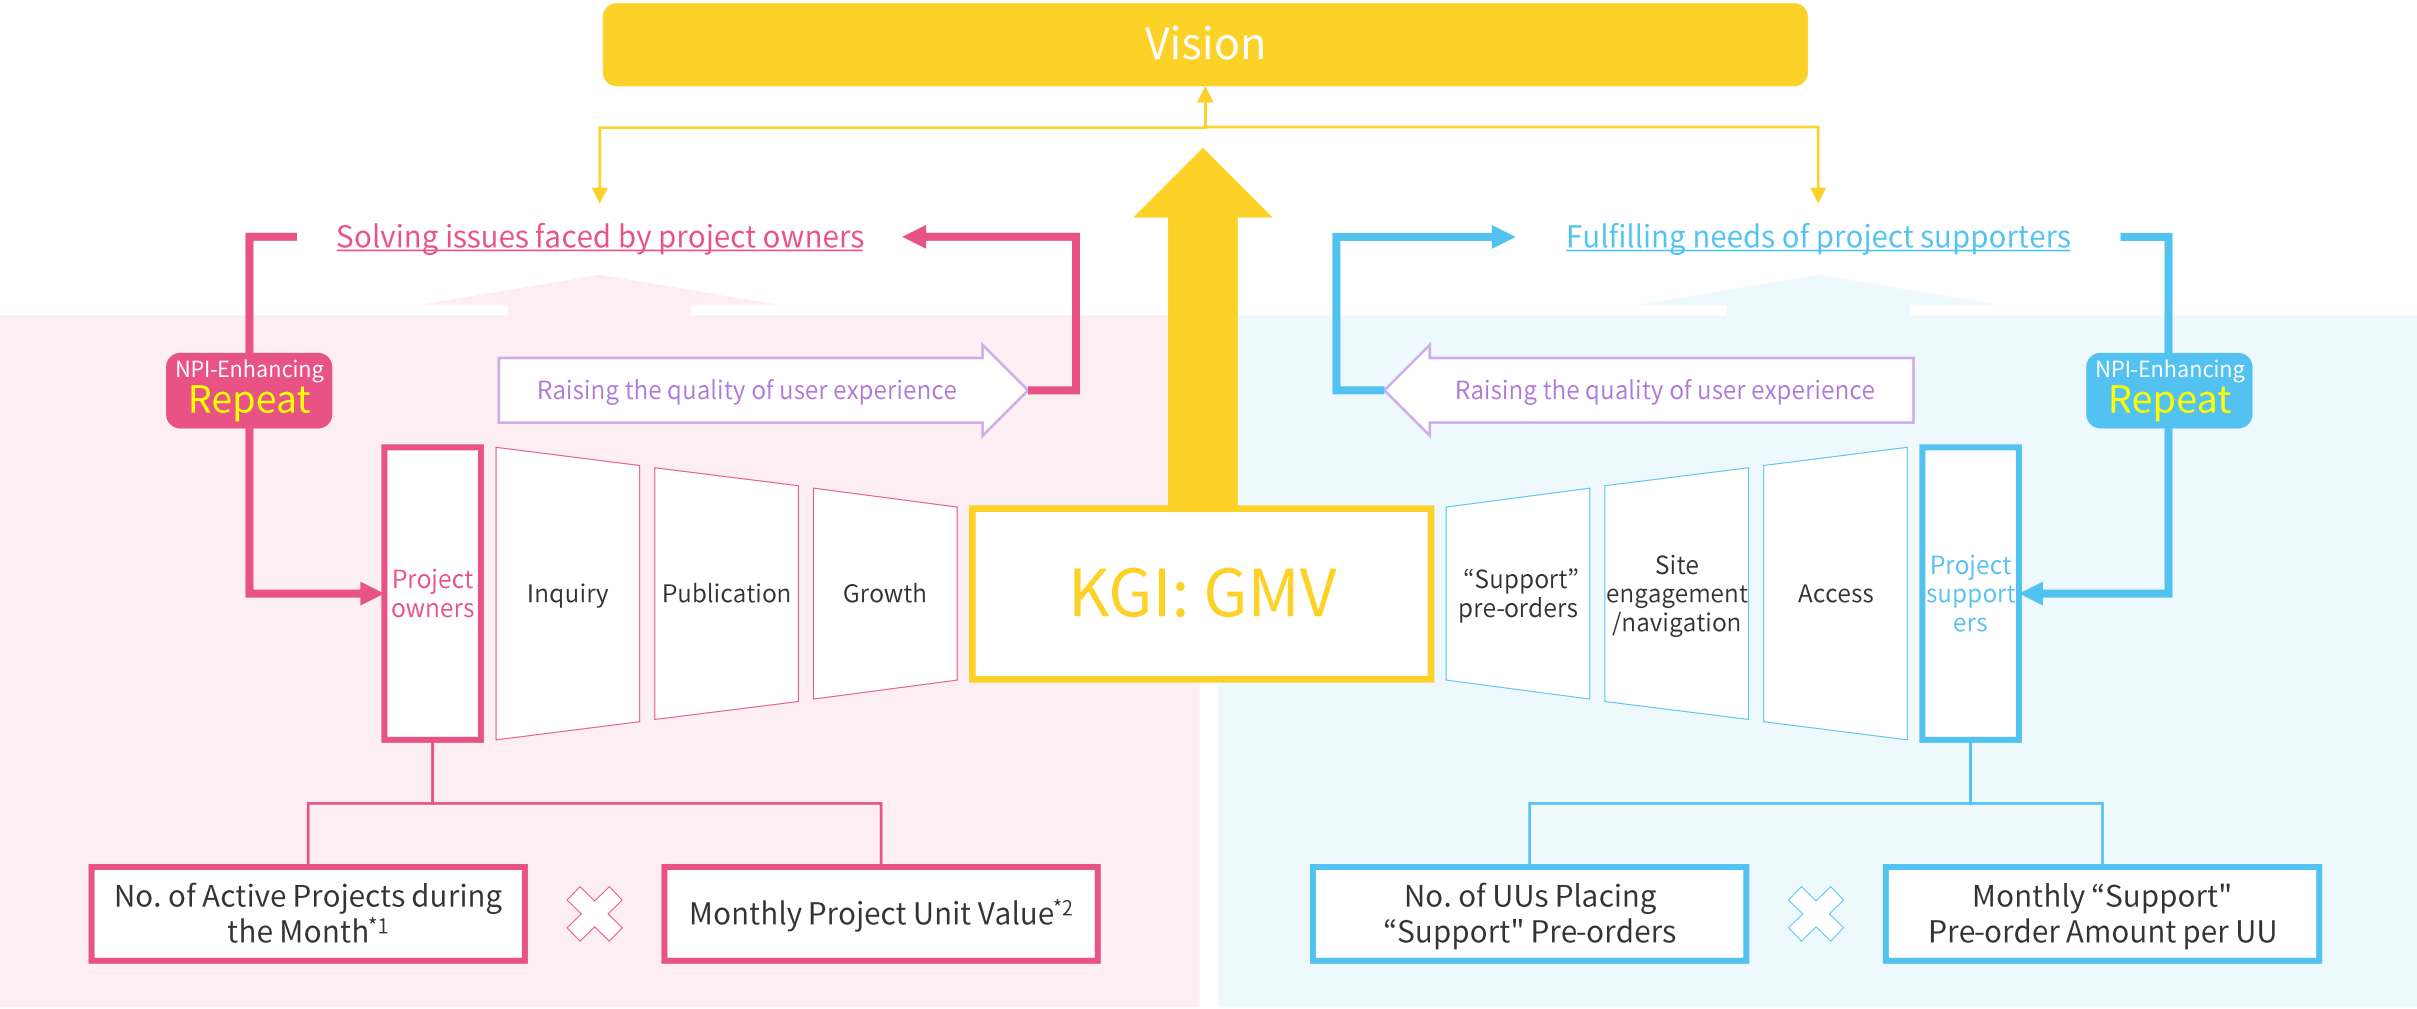 Vision
Solving issues faced by project owners
Fulfilling needs of project supporters
NPI-Enhancing
Repeat
Raising the quality of user experience
Raising the quality of user experience
NPI-Enhancing
Repeat
Project
owners
Inquiry
Publication
Growth
KGI: GMV
“Support”
pre-orders
Site
engagement
/navigation
Access
Project
support
ers
No. of Active Projects during
the Month*1
Monthly Project Unit Value*2
No. of UUs Placing
“Support" Pre-orders
Monthly “Support"
Pre-order Amount per UU